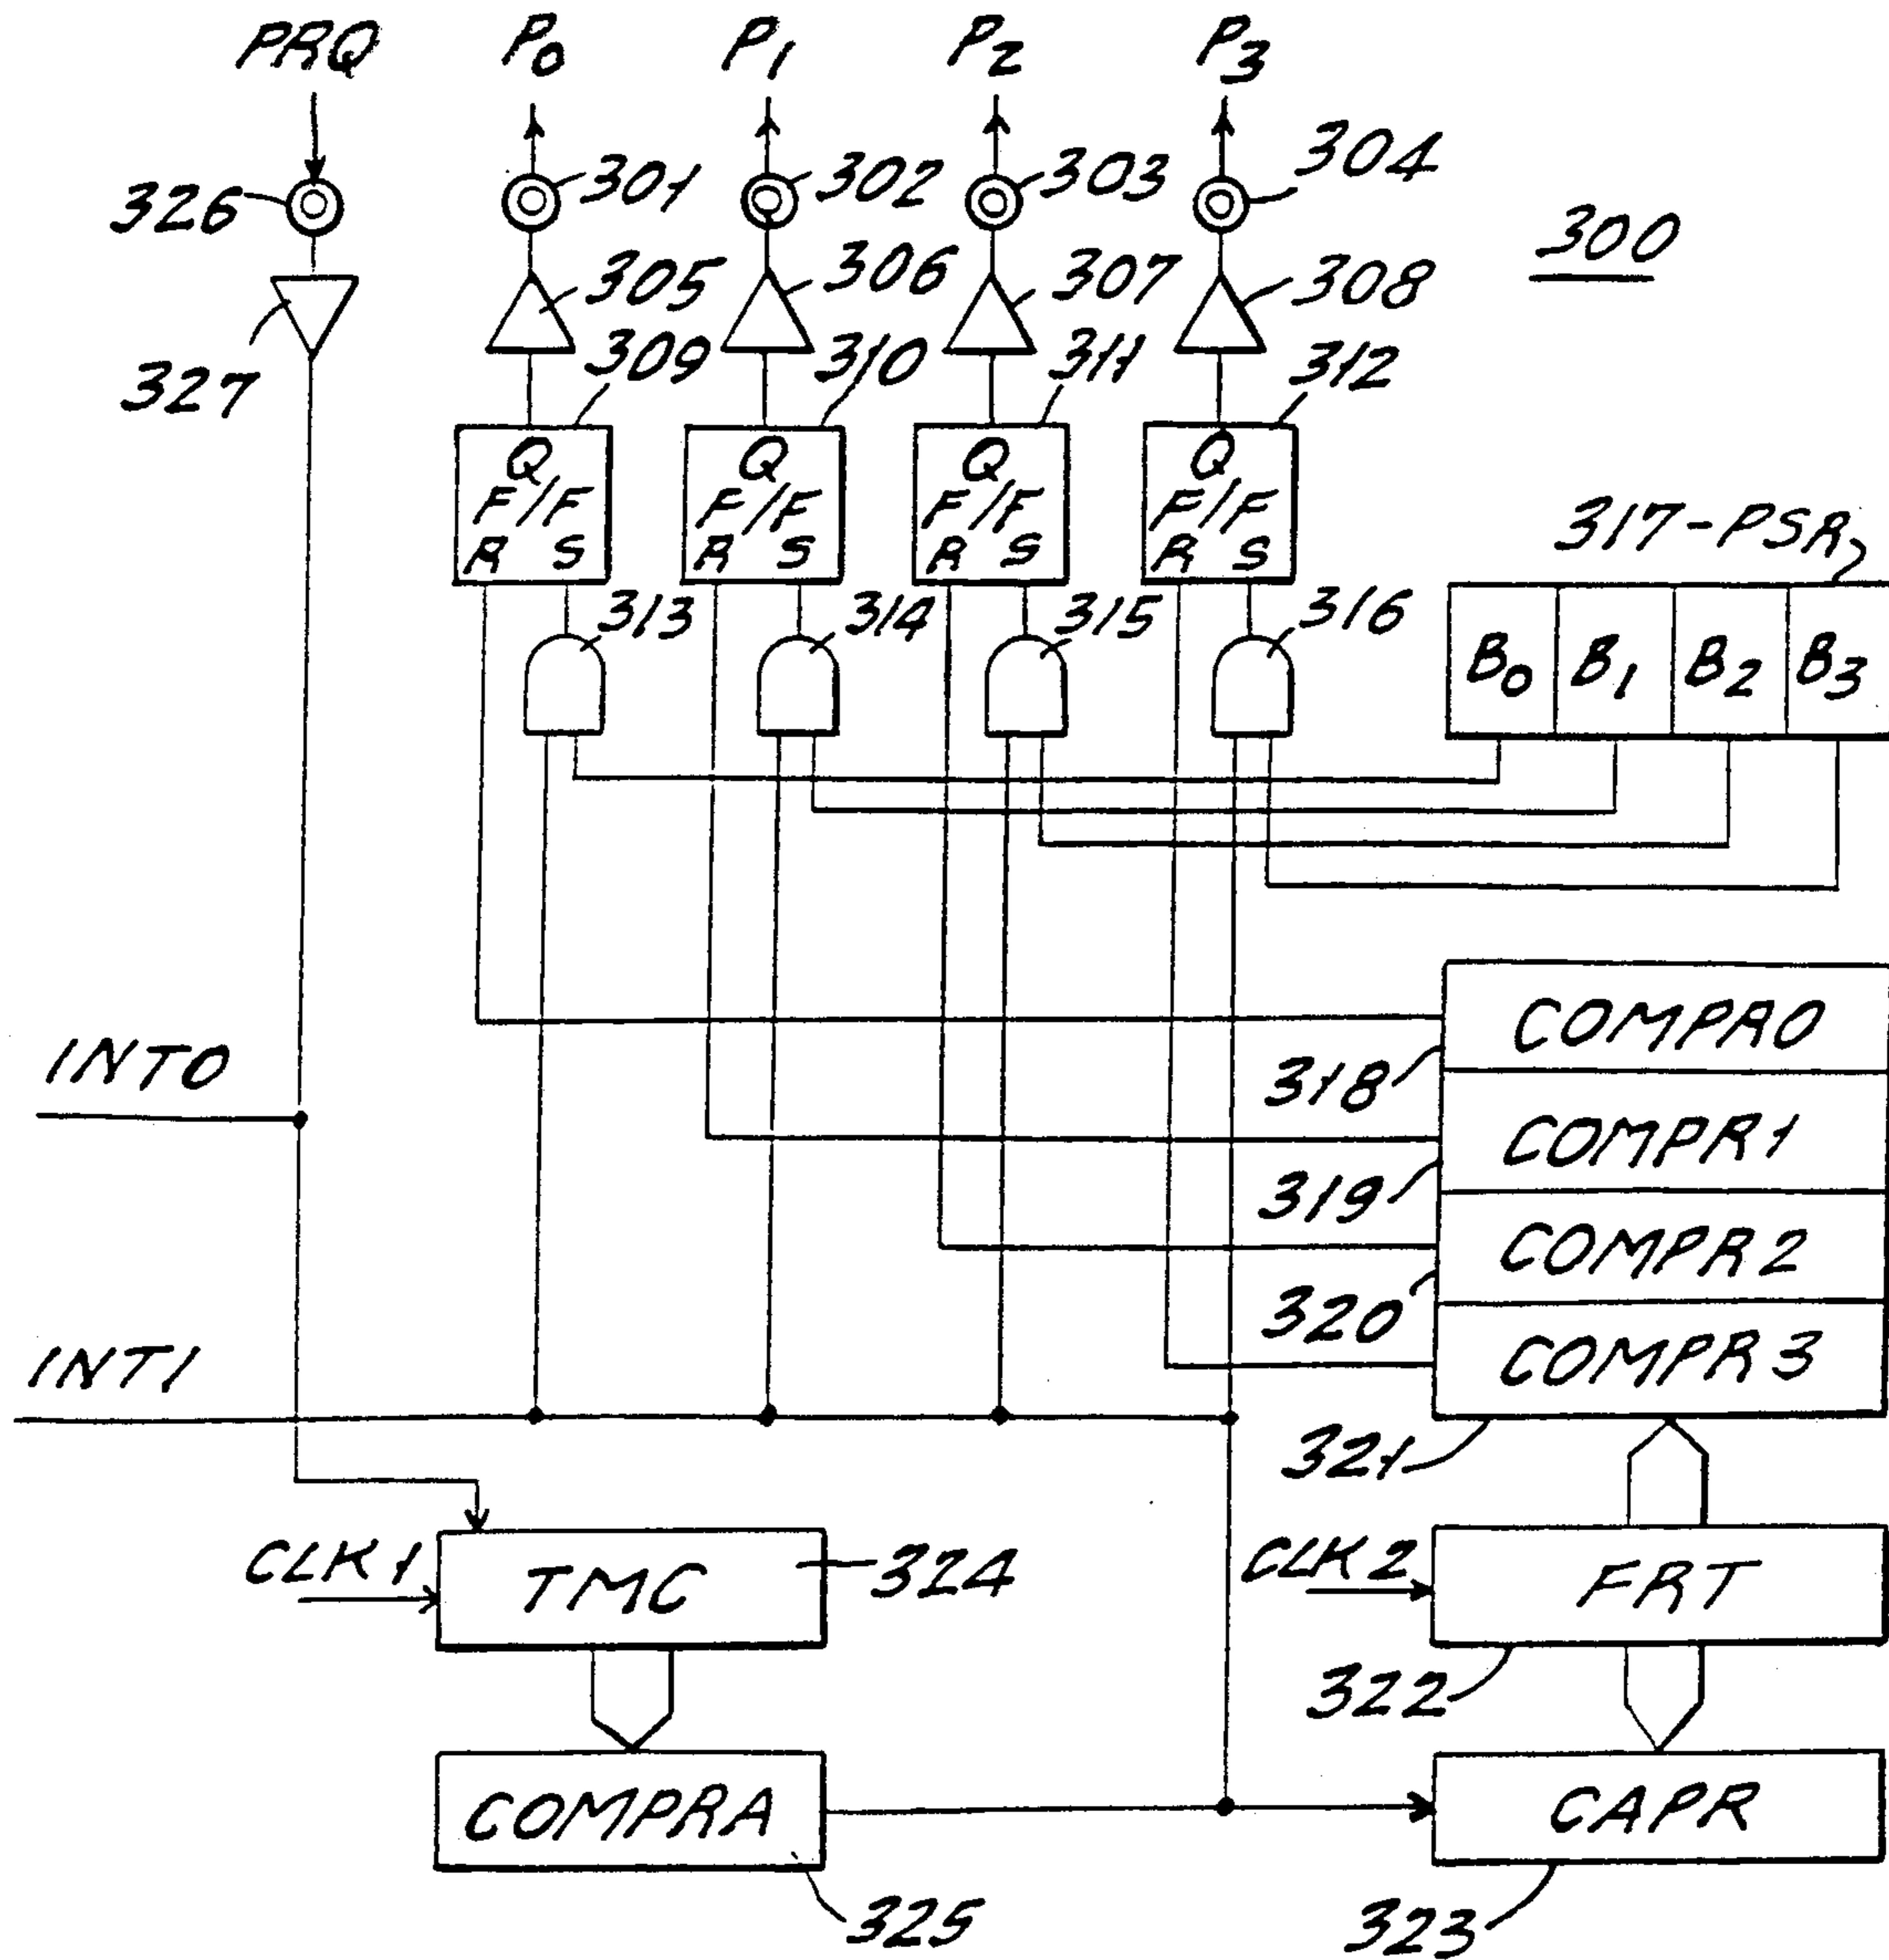 PRQ P0 P1 P2 P3
326 301 302 303 304
300
327 305 306 307 308
309 310 311 312
Q Q Q Q
F/F F/F F/F F/F
R S R S R S R S
317-PSR
313 314 315 316
B0 B1 B2 B3
COMPR0
INT0
318
COMPR1
319
COMPR2
320
COMPR3
INT1
321
CLK1 TMC 324
CLK2 FRT
322
COMPRA CAPR
325 323